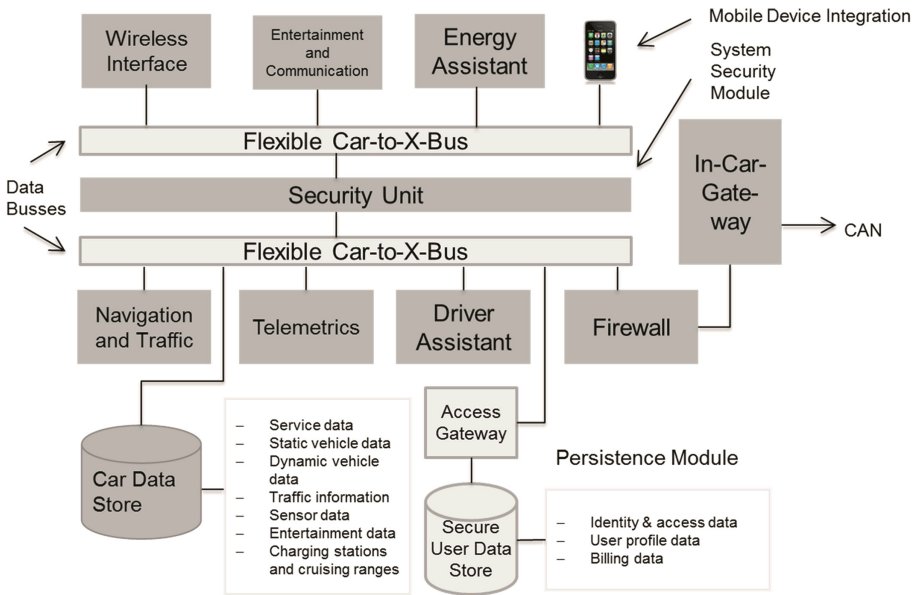 Wireless
Interface
Entertainment
and
Communication
Energy
Assistant
Mobile Device Integration
System
Security
Module
Flexible Car-to-X-Bus
In-Car-
Gate-
way
Data
Busses
Security Unit
CAN
Flexible Car-to-X-Bus
Navigation
and Traffic
Telemetrics
Driver
Assistant
Firewall
Car Data
Store
– Service data
– Static vehicle data
– Dynamic vehicle
data
– Traffic information
– Sensor data
– Entertainment data
– Charging stations
and cruising ranges
Access
Gateway
Persistence Module
Secure
User Data
Store
– Identity & access data
– User profile data
– Billing data